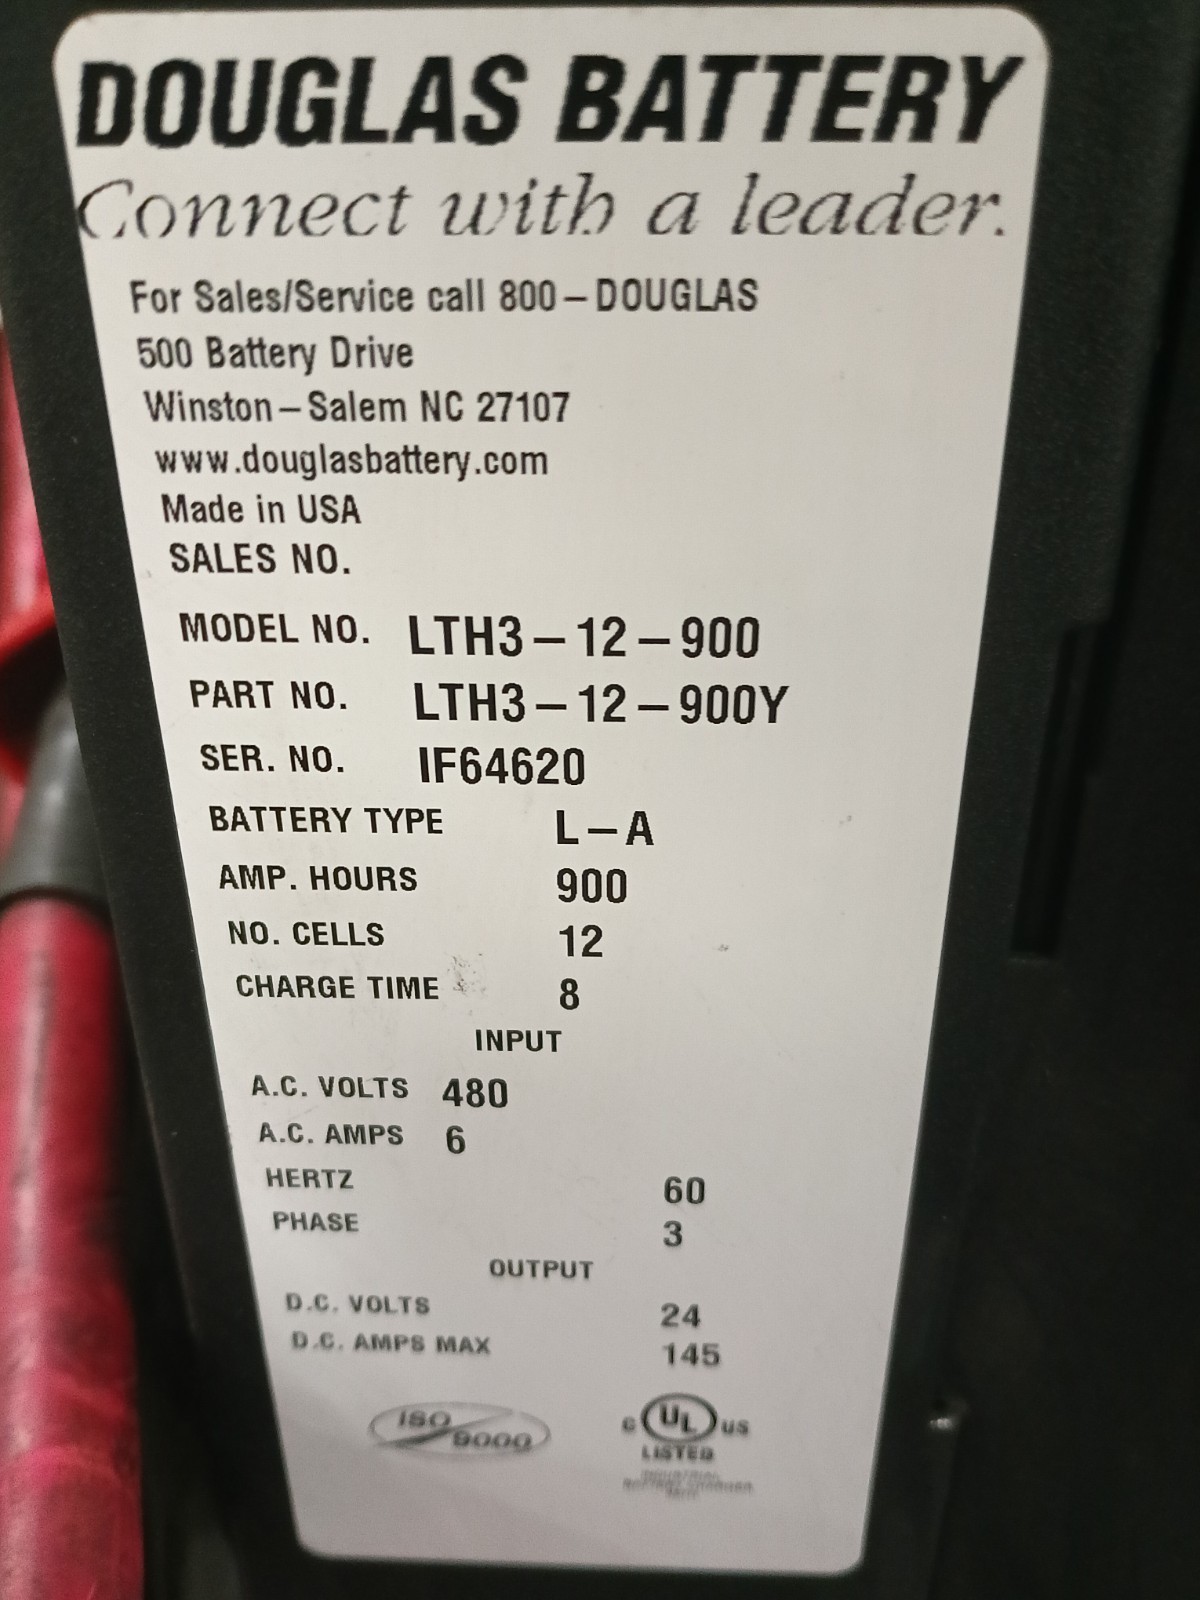 DOUGLAS BATTERY
Connect with a leader.
For Sales/Service call 800 – DOUGLAS
500 Battery Drive
Winston – Salem NC 27107
www.douglasbattery.com
Made in USA
SALES NO.
MODEL NO. LTH3 – 12 – 900
PART NO. LTH3 – 12 – 900Y
SER. NO. IF64620
BATTERY TYPE L – A
AMP. HOURS 900
NO. CELLS 12
CHARGE TIME 8
INPUT
A.C. VOLTS 480
A.C. AMPS 6
HERTZ 60
PHASE 3
OUTPUT
D.C. VOLTS 24
D.C. AMPS MAX 145
ISO 9000
C UL US
LISTED